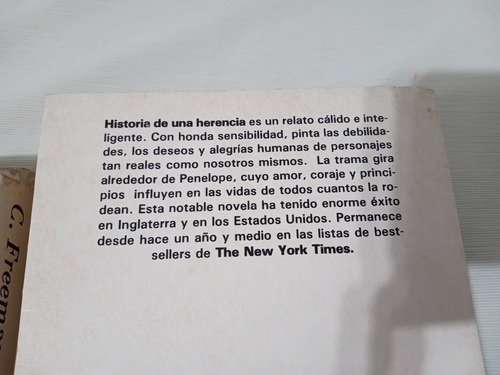 Historia de una herencia es un relato cálido e inte-
ligente. Con honda sensibilidad, pinta las debilida-
des, los deseos y alegrías humanas de personajes
tan reales como nosotros mismos. La trama gira
alrededor de Penelope, cuyo amor, coraje y princi-
pios influyen en las vidas de todos cuantos la ro-
dean. Esta notable novela ha tenido enorme éxito
en Inglaterra y en los Estados Unidos. Permanece
desde hace un año y medio en las listas de best-
sellers de The New York Times.
C.